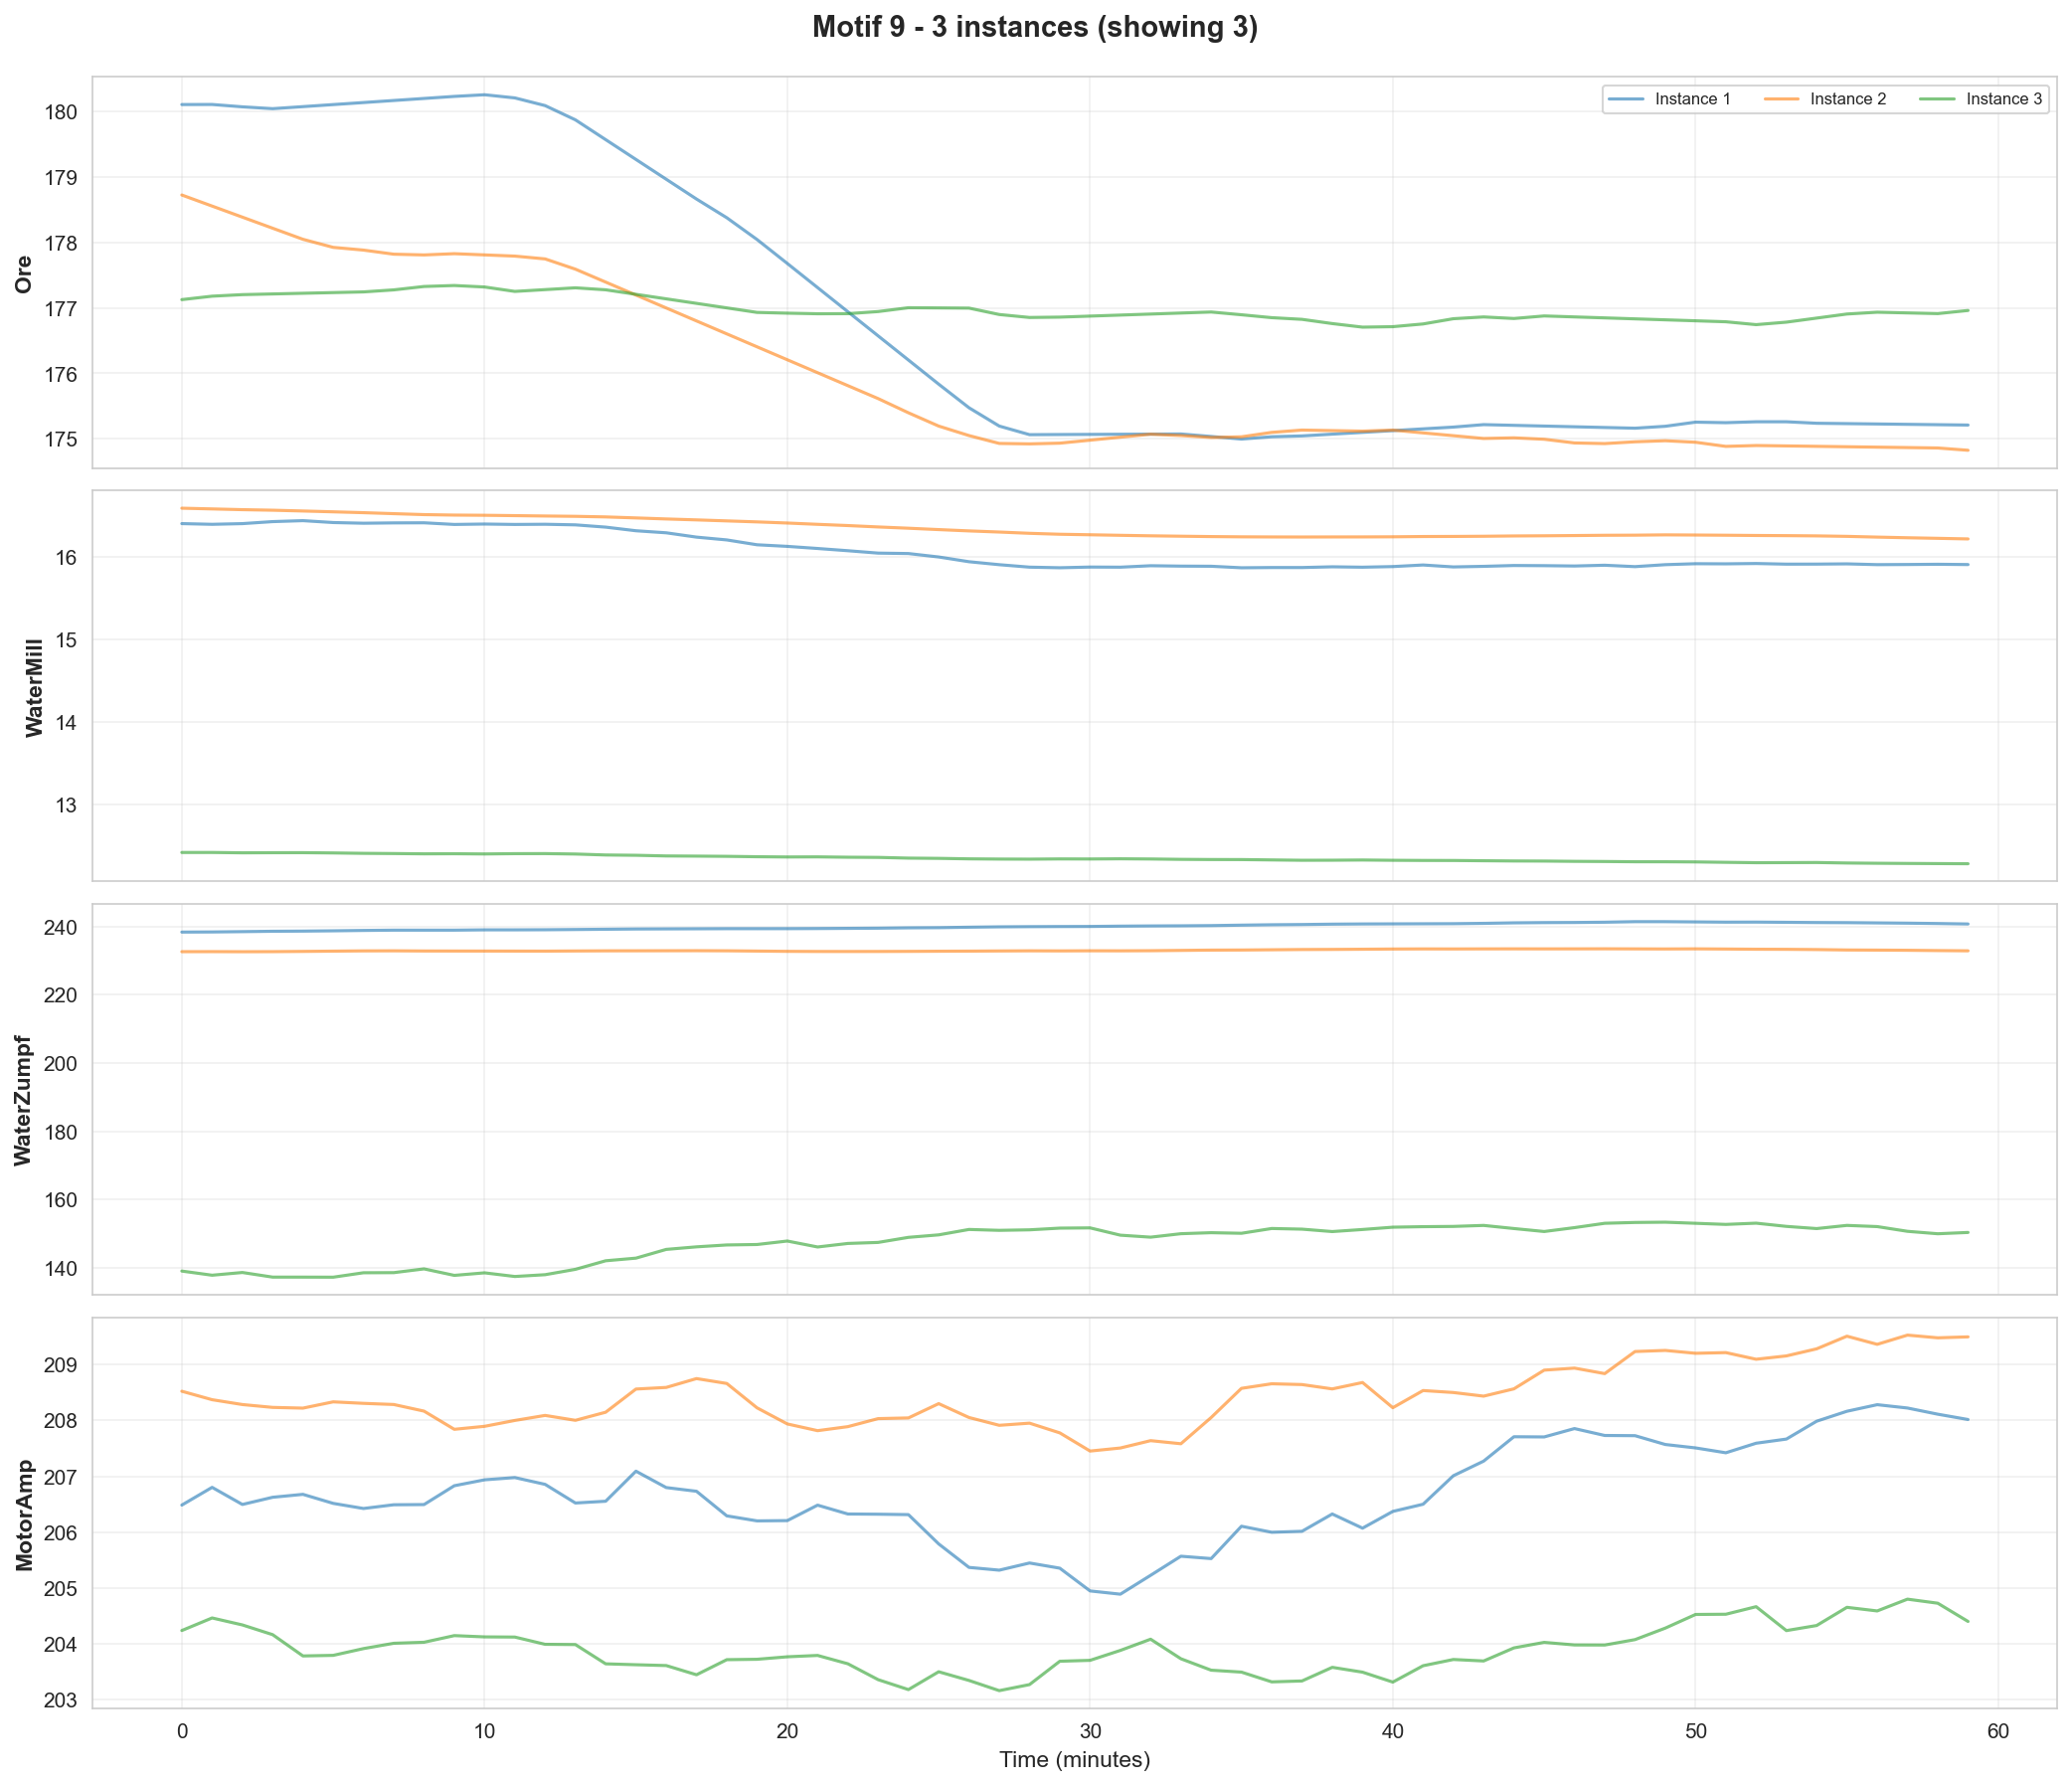 Motif 9 - 3 instances (showing 3)
Instance 1 Instance 2 Instance 3
Ore
180
179
178
177
176
175
WaterMill
16
15
14
13
WaterZumpf
240
220
200
180
160
140
MotorAmp
209
208
207
206
205
204
203
0 10 20 30 40 50 60
Time (minutes)